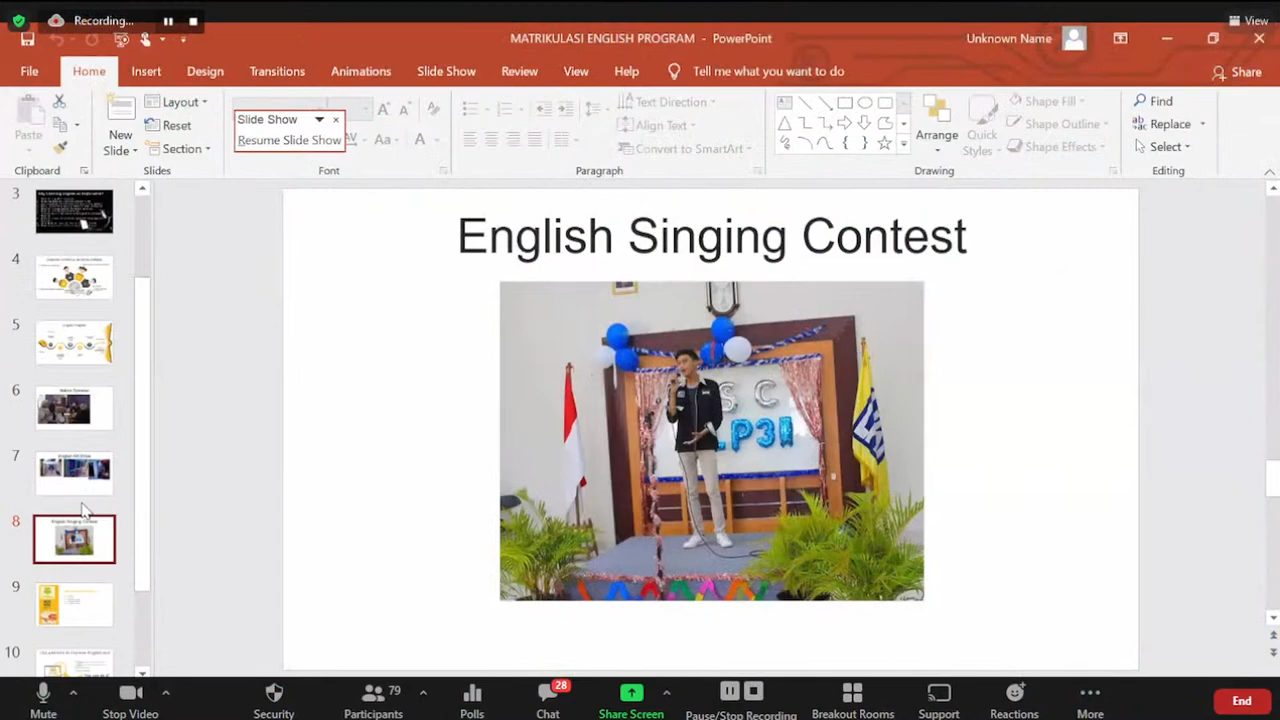 Recording...
View
MATRIKULASI ENGLISH PROGRAM - PowerPoint
Unknown Name
File Home Insert Design Transitions Animations Slide Show Review View Help Tell me what you want to do
Share
Paste
Clipboard
New Slide
Layout
Reset
Section
Slides
Slide Show
Resume Slide Show
AV
Aa
A
Font
Text Direction
Align Text
Convert to SmartArt
Paragraph
Arrange
Quick Styles
Shape Fill
Shape Outline
Shape Effects
Drawing
Find
Replace
Select
Editing
3
4
5
6
7
8
English Singing Contest
9
10
English Singing Contest
S C
LP3I
Mute
Stop Video
Security
79
Participants
Polls
28
Chat
Share Screen
Pause/Stop Recording
Breakout Rooms
Support
Reactions
More
End